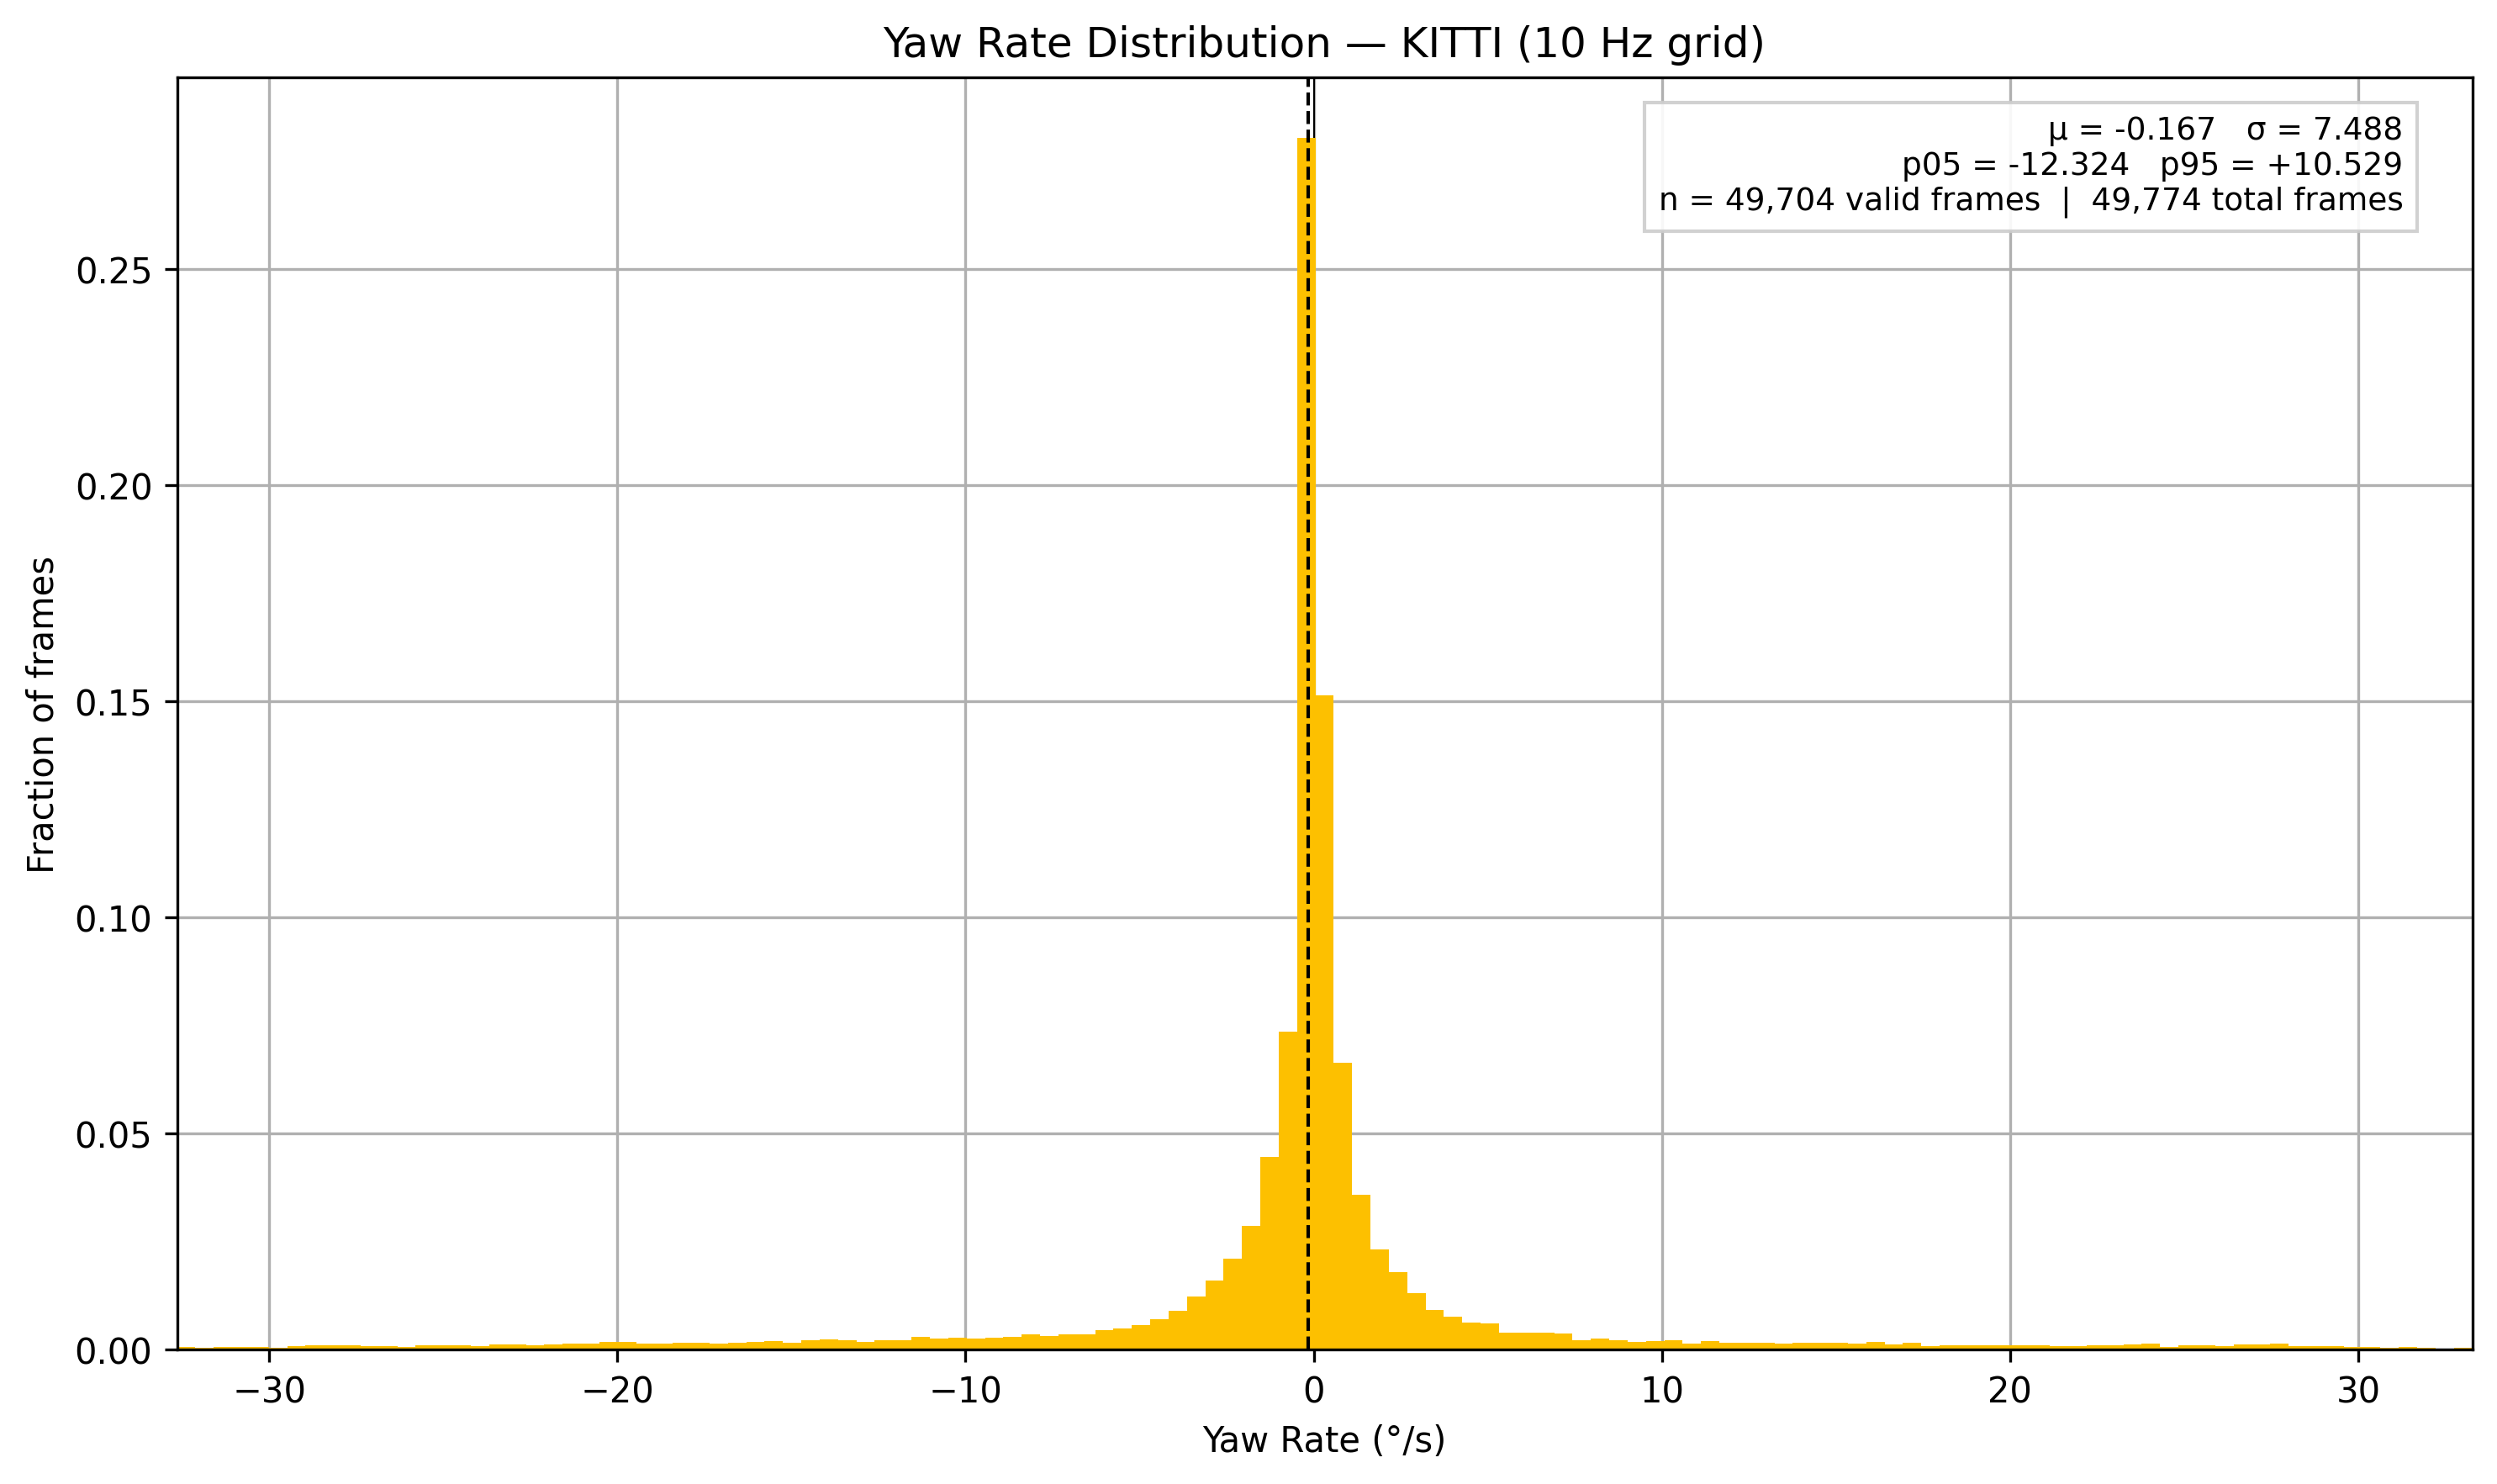 Yaw Rate Distribution — KITTI (10 Hz grid)
μ = -0.167   σ = 7.488
p05 = -12.324   p95 = +10.529
n = 49,704 valid frames  |  49,774 total frames
Fraction of frames
0.25
0.20
0.15
0.10
0.05
0.00
−30
−20
−10
0
10
20
30
Yaw Rate (°/s)